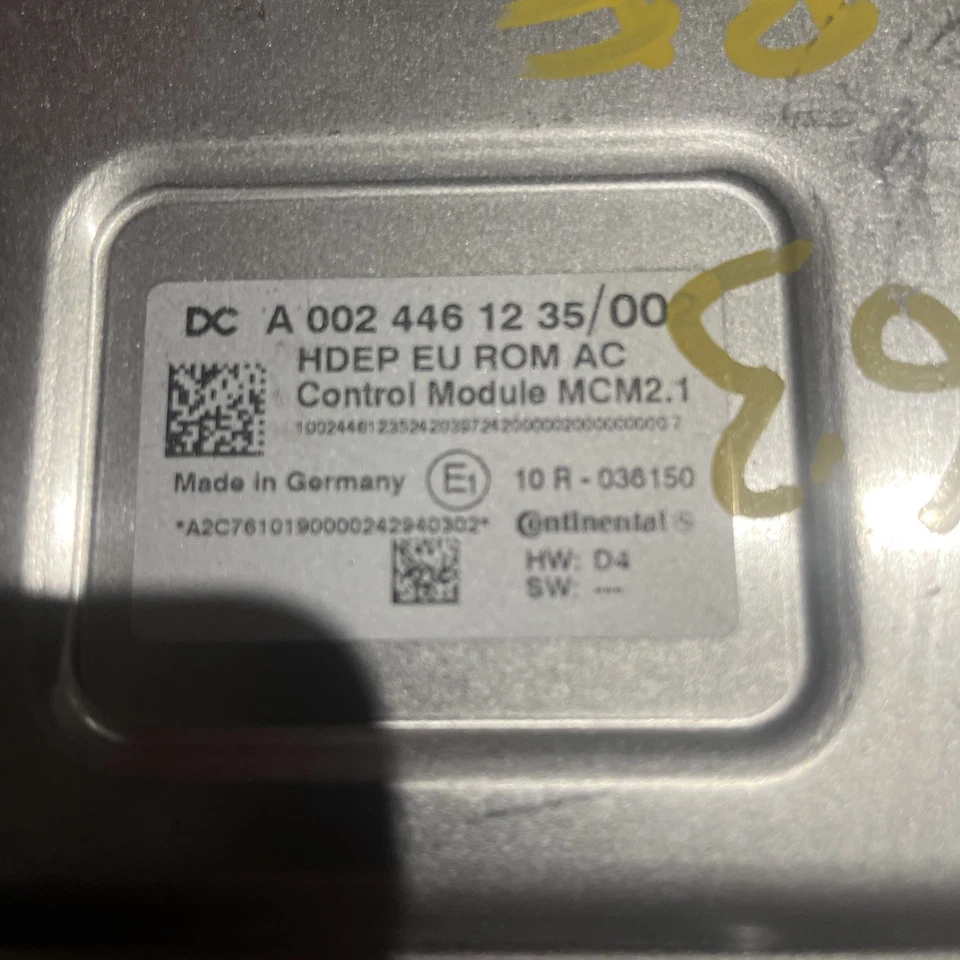 DC A 002 446 12 35/00
HDEP EU ROM AC
Control Module MCM2.1
Made in Germany E1 10 R - 036150
*A2C7610190000242940302* Continental
HW: D4
SW: ---